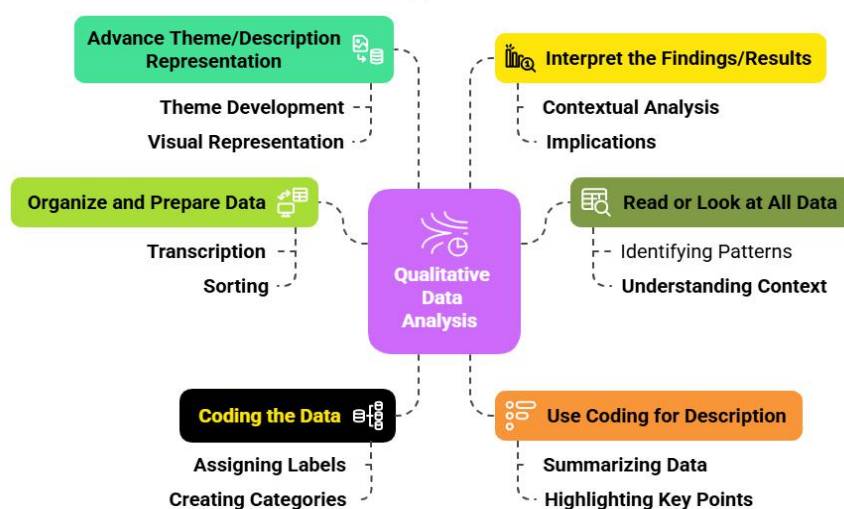 Advance Theme/Description
Representation
Theme Development
Visual Representation
Interpret the Findings/Results
Contextual Analysis
Implications
Organize and Prepare Data
Transcription
Sorting
Qualitative
Data
Analysis
Read or Look at All Data
Identifying Patterns
Understanding Context
Coding the Data
Assigning Labels
Creating Categories
Use Coding for Description
Summarizing Data
Highlighting Key Points